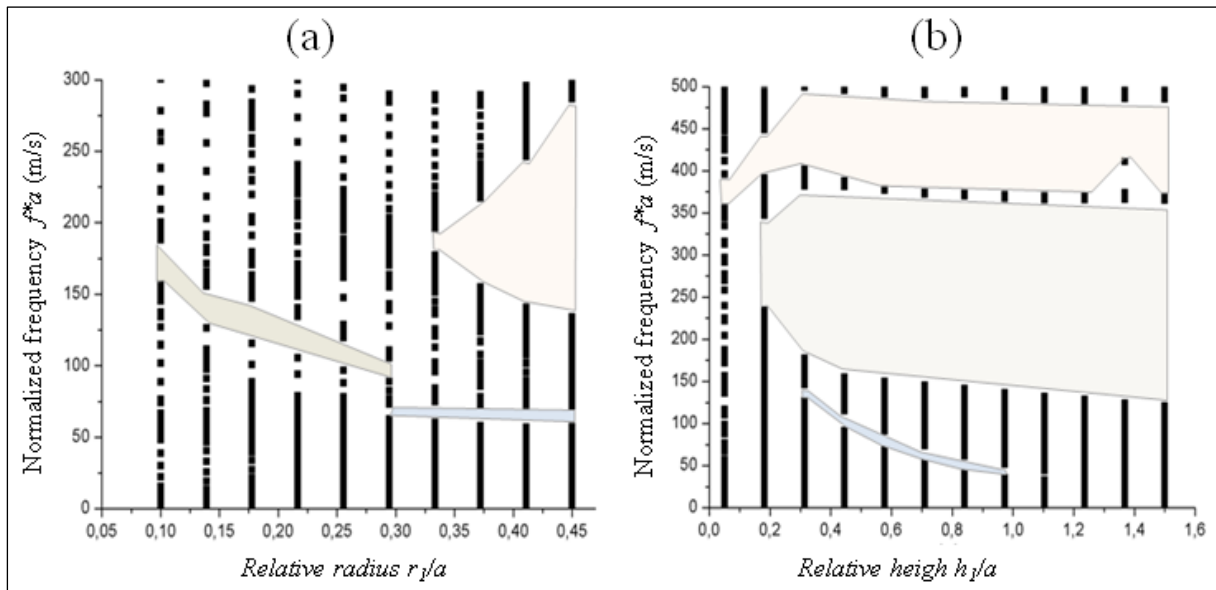 (a)
Normalized frequency f*a (m/s)
300
250
200
150
100
50
0
0,05 0,10 0,15 0,20 0,25 0,30 0,35 0,40 0,45
Relative radius r₁/a
(b)
Normalized frequency f*a (m/s)
500
450
400
350
300
250
200
150
100
50
0
0,0 0,2 0,4 0,6 0,8 1,0 1,2 1,4 1,6
Relative heigh h₁/a